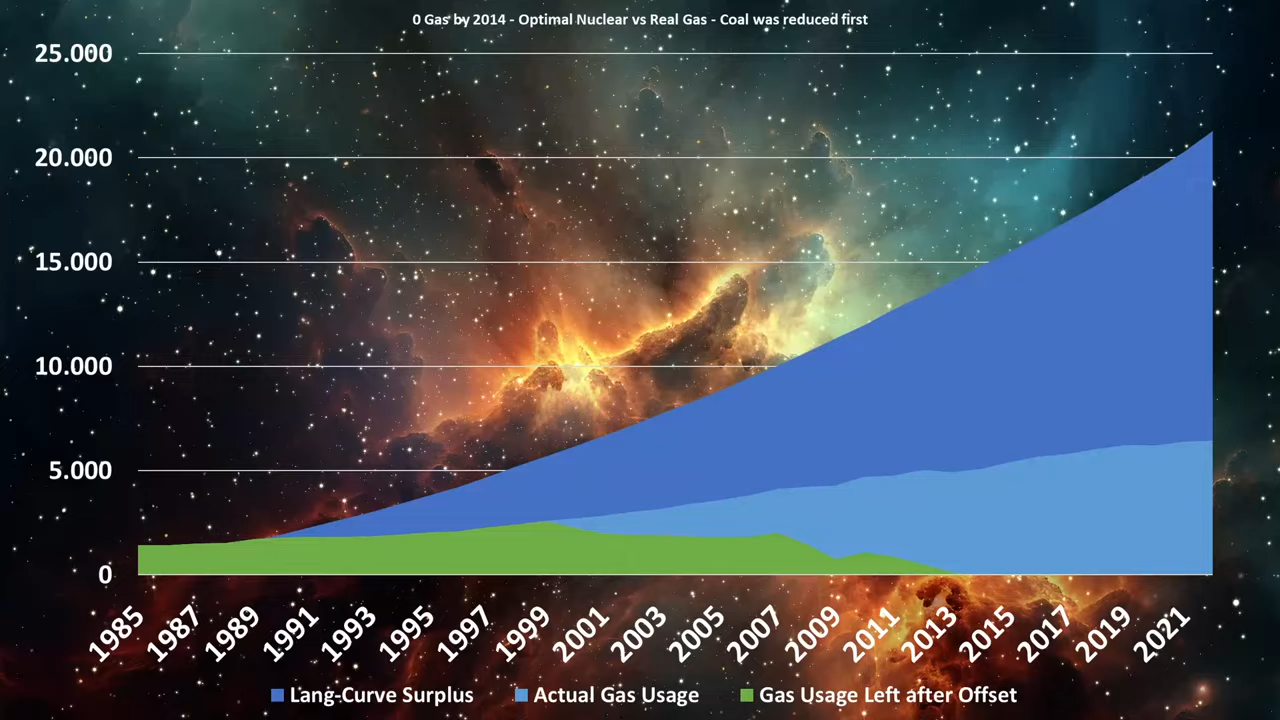 0 Gas by 2014 - Optimal Nuclear vs Real Gas - Coal was reduced first
25.000
20.000
15.000
10.000
5.000
0
1985 1987 1989 1991 1993 1995 1997 1999 2001 2003 2005 2007 2009 2011 2013 2015 2017 2019 2021
Lang-Curve Surplus Actual Gas Usage Gas Usage Left after Offset